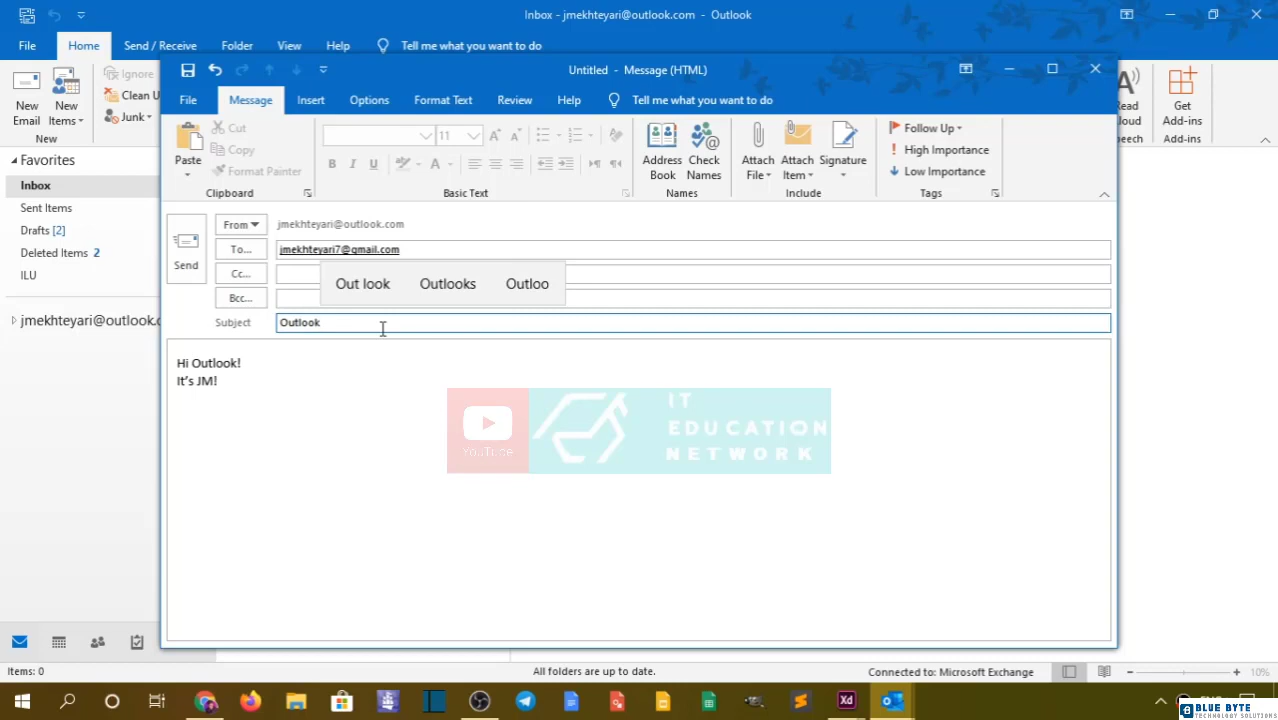 Inbox - jmekhteyari@outlook.com - Outlook
File Home Send / Receive Folder View Help Tell me what you want to do
New Email
New Items
Ignore
Clean U
Junk
New
Read
loud
eech
Get Add-ins
Add-ins
Untitled - Message (HTML)
File Message Insert Options Format Text Review Help Tell me what you want to do
Paste
Cut
Copy
Format Painter
Clipboard
11
B I U
A
Basic Text
Address Book
Check Names
Names
Attach File
Attach Item
Signature
Include
Follow Up
High Importance
Low Importance
Tags
Favorites
Inbox
Sent Items
Drafts [2]
Deleted Items 2
ILU
jmekhteyari@outlook.c
Send
From jmekhteyari@outlook.com
To... jmekhteyari7@gmail.com
Cc...
Out look Outlooks Outloo
Bcc...
Subject Outlook
Hi Outlook!
It's JM!
YouTube
IT
EDUCATION
NETWORK
Items: 0 All folders are up to date. Connected to: Microsoft Exchange 10%
Xd
BLUE BYTE
TECHNOLOGY SOLUTIONS